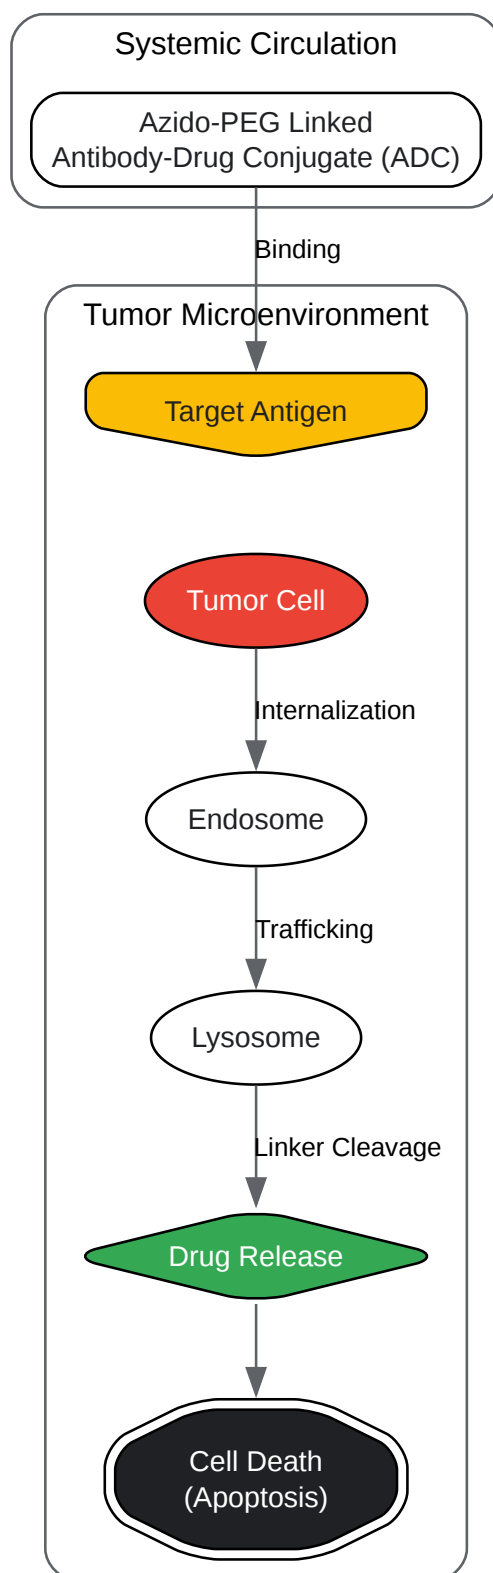 Systemic Circulation
Azido-PEG Linked
Antibody-Drug Conjugate (ADC)
Binding
Tumor Microenvironment
Target Antigen
Tumor Cell
Internalization
Endosome
Trafficking
Lysosome
Linker Cleavage
Drug Release
Cell Death
(Apoptosis)